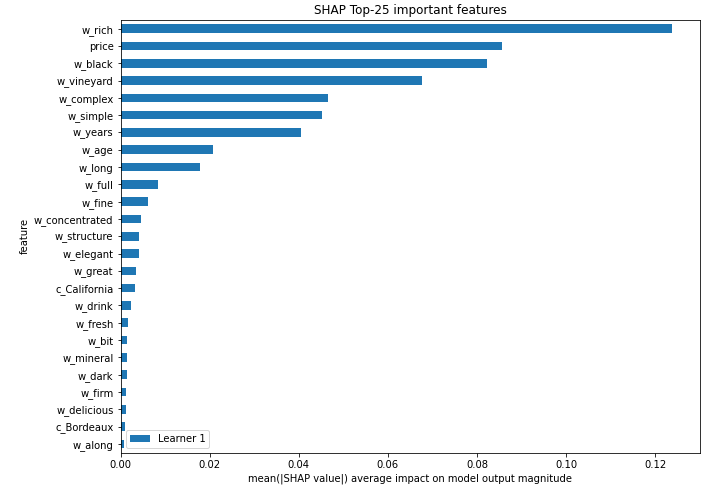 SHAP Top-25 important features
w_rich
price
w_black
w_vineyard
w_complex
w_simple
w_years
w_age
w_long
w_full
w_fine
w_concentrated
w_structure
w_elegant
w_great
c_California
w_drink
w_fresh
w_bit
w_mineral
w_dark
w_firm
w_delicious
c_Bordeaux
w_along
feature
Learner 1
0.00 0.02 0.04 0.06 0.08 0.10 0.12
mean(|SHAP value|) average impact on model output magnitude